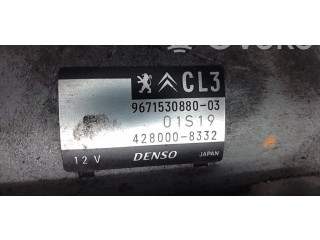 CL3
9671530880-03
01S19
428000-8332
12 V DENSO JAPAN